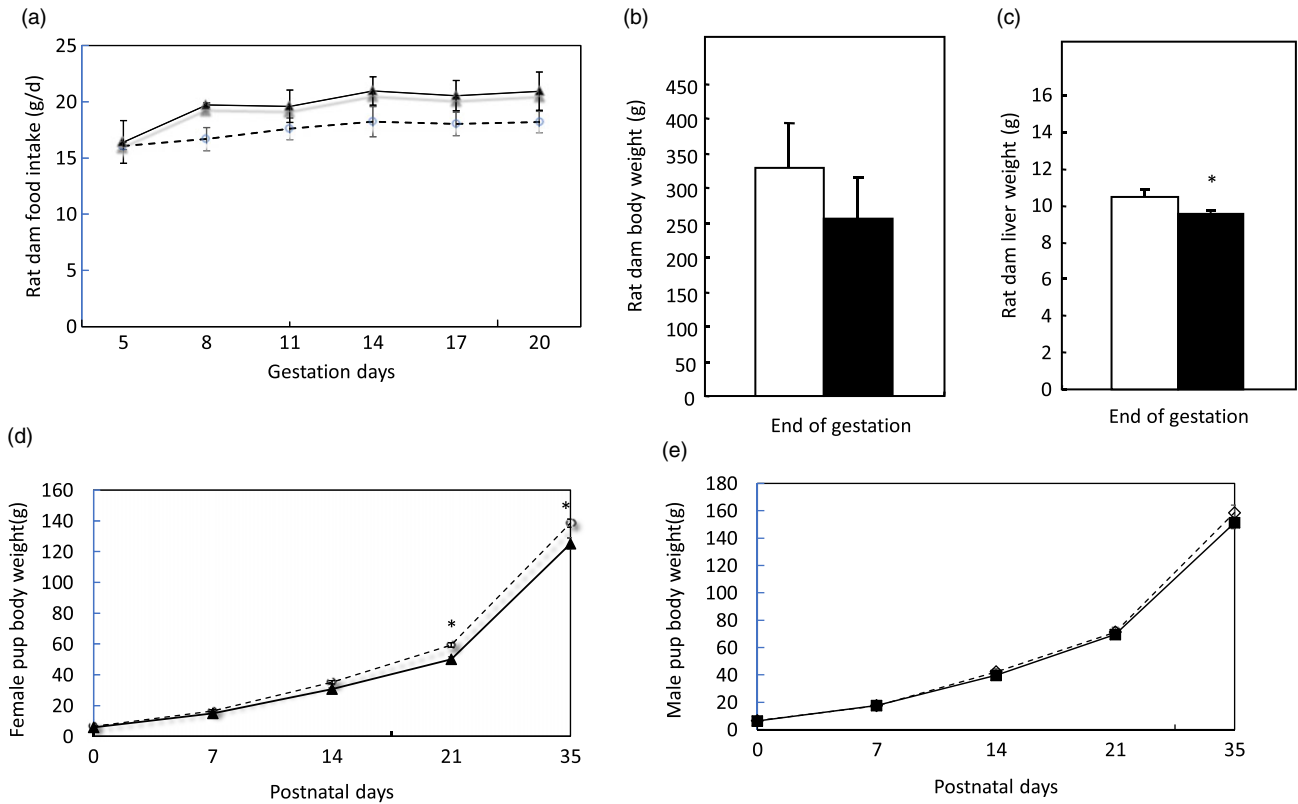 (a)
25
20
15
10
5
0
Rat dam food intake (g/d)
5 8 11 14 17 20
Gestation days
(b)
450
400
350
300
250
200
150
100
50
0
Rat dam body weight (g)
End of gestation
(c)
16
14
12
10
8
6
4
2
0
Rat dam liver weight (g)
*
End of gestation
(d)
160
140
120
100
80
60
40
20
0
Female pup body weight(g)
*
*
0 7 14 21 35
Postnatal days
(e)
180
160
140
120
100
80
60
40
20
0
Male pup body weight(g)
0 7 14 21 35
Postnatal days